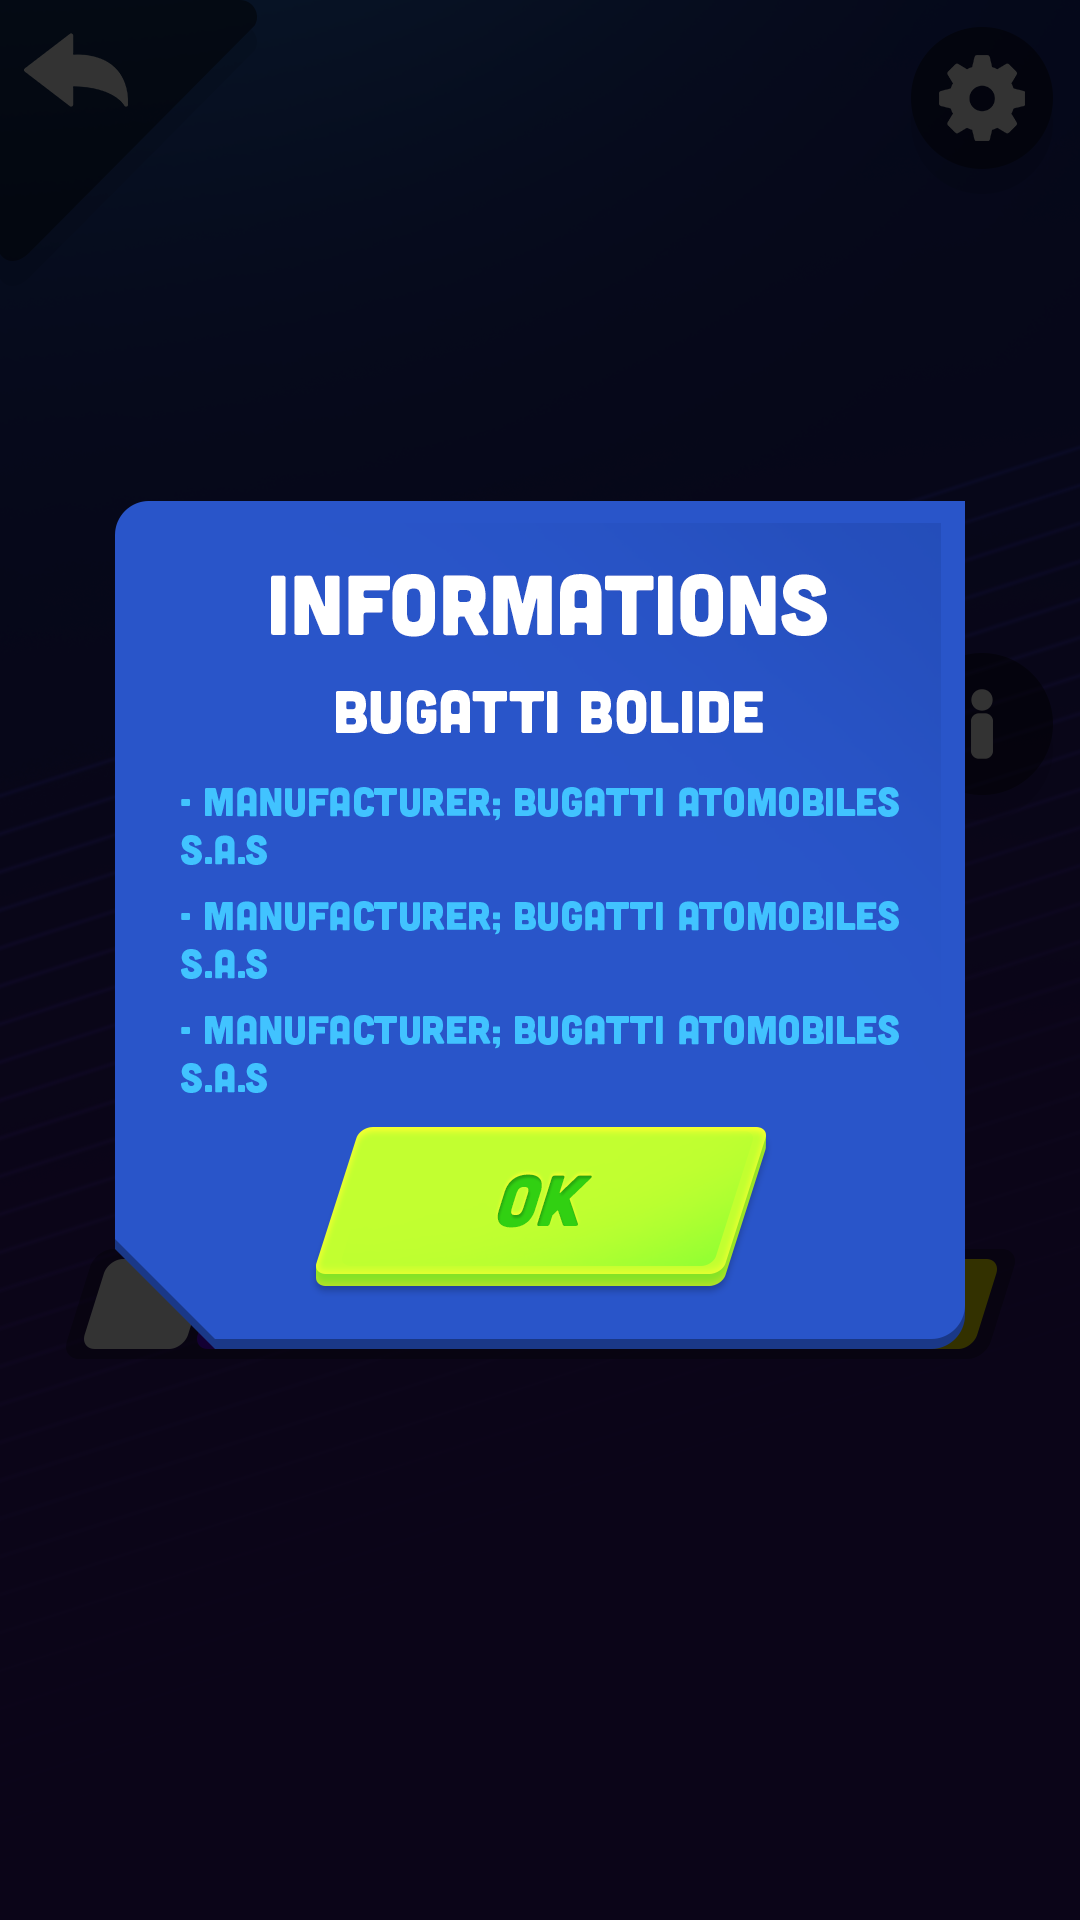 INFORMATIONS
BUGATTI BOLIDE
- MANUFACTURER; BUGATTI ATOMOBILES
S.A.S
- MANUFACTURER; BUGATTI ATOMOBILES
S.A.S
- MANUFACTURER; BUGATTI ATOMOBILES
S.A.S
OK